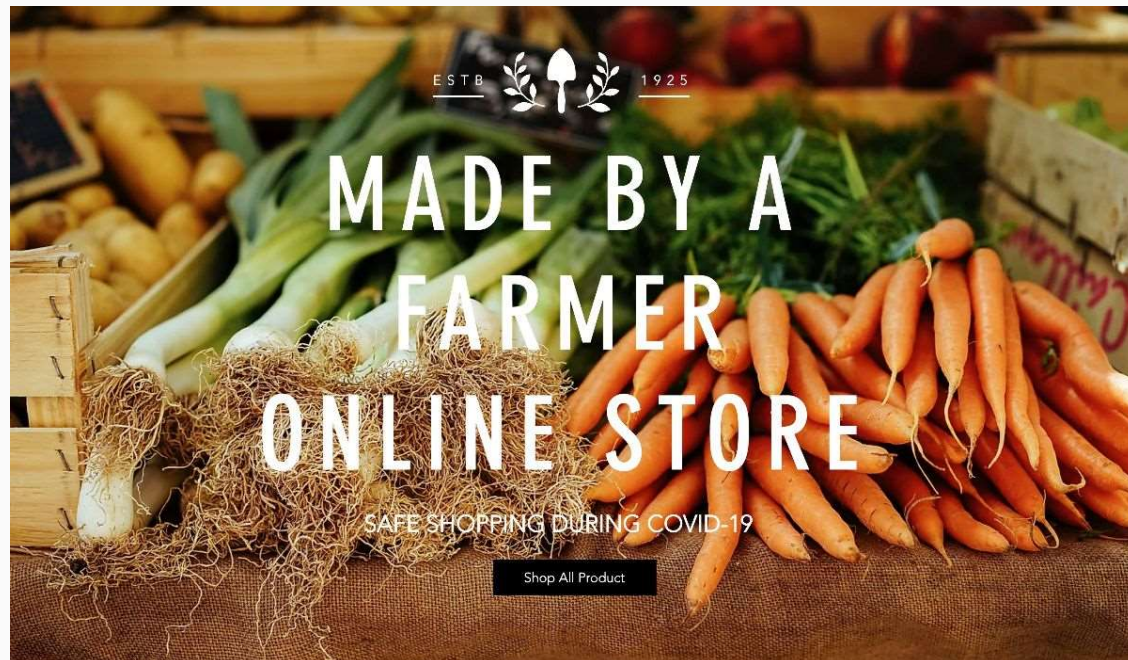 ESTB 1925
MADE BY A
FARMER
ONLINE STORE
SAFE SHOPPING DURING COVID-19
Shop All Product